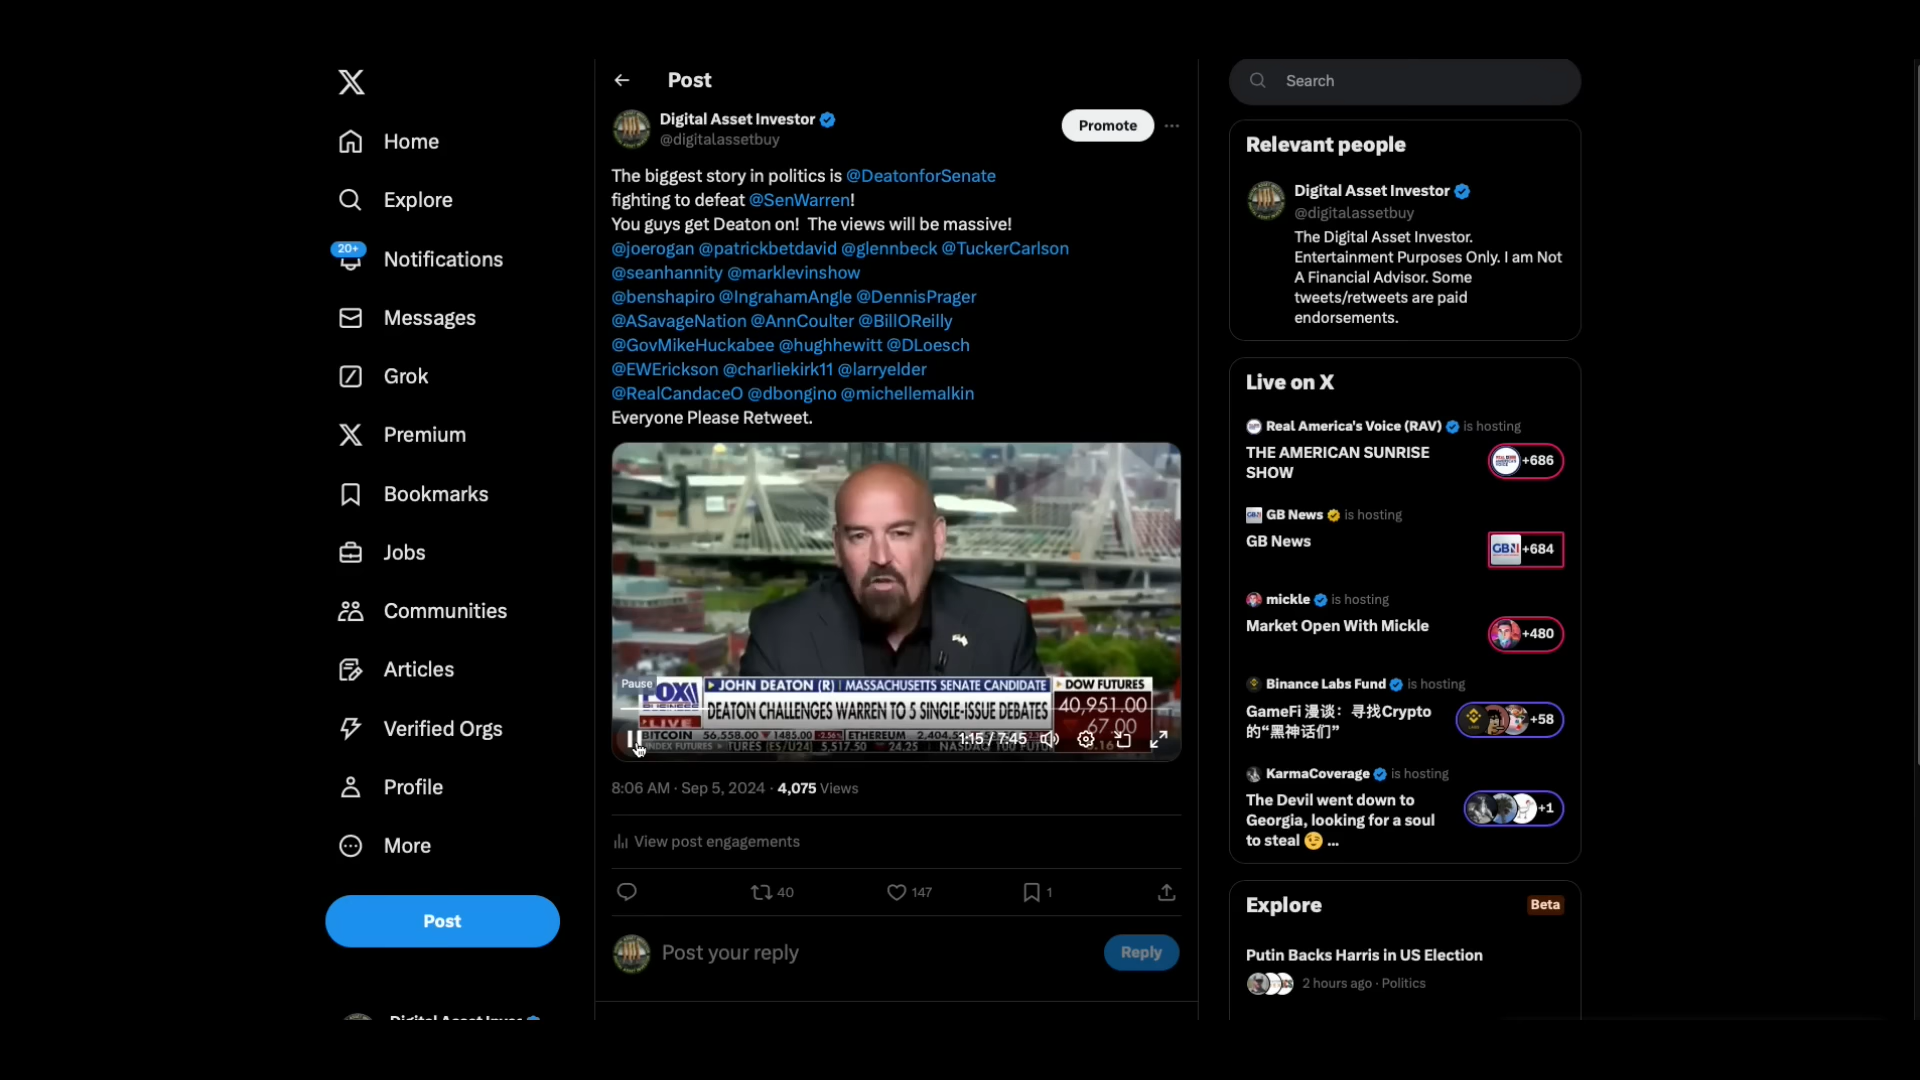 Home
Explore
20+
Notifications
Messages
Grok
Premium
Bookmarks
Jobs
Communities
Articles
Verified Orgs
Profile
More
Post
Post
Digital Asset Investor
@digitalassetbuy
Promote
The biggest story in politics is @DeatonforSenate
fighting to defeat @SenWarren!
You guys get Deaton on! The views will be massive!
@joerogan @patrickbetdavid @glennbeck @TuckerCarlson
@seanhannity @marklevinshow
@benshapiro @IngrahamAngle @DennisPrager
@ASavageNation @AnnCoulter @BillOReilly
@GovMikeHuckabee @hughhewitt @DLoesch
@EWErickson @charliekirk11 @larryelder
@RealCandaceO @dbongino @michellemalkin
Everyone Please Retweet.
Pause
FOX
BUSINESS
LIVE
JOHN DEATON (R) | MASSACHUSETTS SENATE CANDIDATE
DEATON CHALLENGES WARREN TO 5 SINGLE-ISSUE DEBATES
DOW FUTURES
40,951.00
67.00
BITCOIN 56,558.00 1485.00 -2.56% ETHEREUM
INDEX FUTURES TURES (ES/U24) 5,517.50 24.25
1:15 / 7:45
8:06 AM · Sep 5, 2024 · 4,075 Views
View post engagements
40
147
1
Post your reply
Reply
Search
Relevant people
Digital Asset Investor
@digitalassetbuy
The Digital Asset Investor.
Entertainment Purposes Only. I am Not
A Financial Advisor. Some
tweets/retweets are paid
endorsements.
Live on X
Real America's Voice (RAV) is hosting
THE AMERICAN SUNRISE
SHOW
+686
GB News is hosting
GB News
GBN
+684
mickle is hosting
Market Open With Mickle
+480
Binance Labs Fund is hosting
GameFi 漫谈：寻找Crypto
的“黑神话们”
+58
KarmaCoverage is hosting
The Devil went down to
Georgia, looking for a soul
to steal 😉 ...
+1
Explore
Beta
Putin Backs Harris in US Election
2 hours ago · Politics